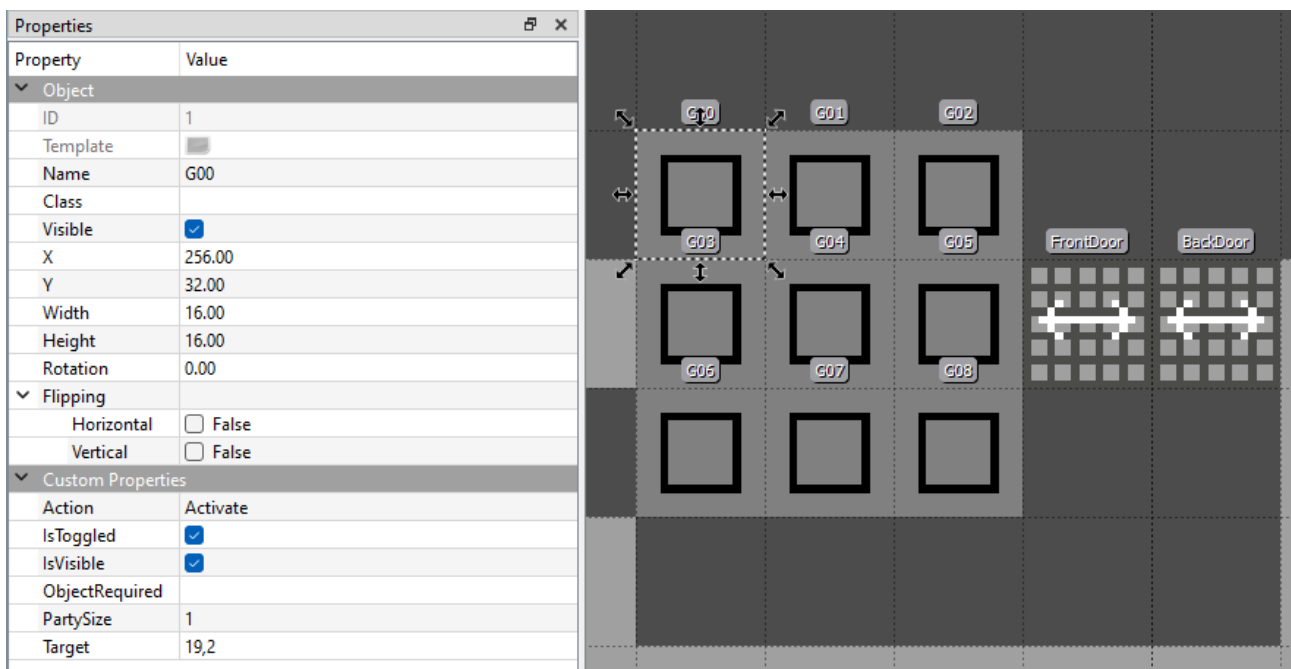 Properties
Property Value
Object
ID 1
Template
Name G00
Class
Visible
X 256.00
Y 32.00
Width 16.00
Height 16.00
Rotation 0.00
Flipping
Horizontal False
Vertical False
Custom Properties
Action Activate
IsToggled
IsVisible
ObjectRequired
PartySize 1
Target 19,2
G00 G01 G02
G03 G04 G05 FrontDoor BackDoor
G06 G07 G08